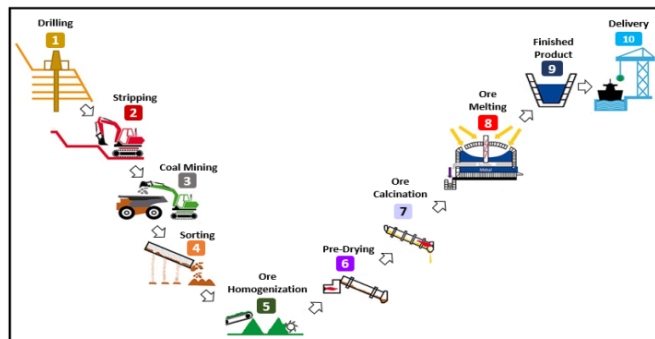 Drilling
1
Stripping
2
Coal Mining
3
Sorting
4
Ore
Homogenization
5
Pre-Drying
6
Ore
Calcination
7
Ore
Melting
8
Finished
Product
9
Delivery
10